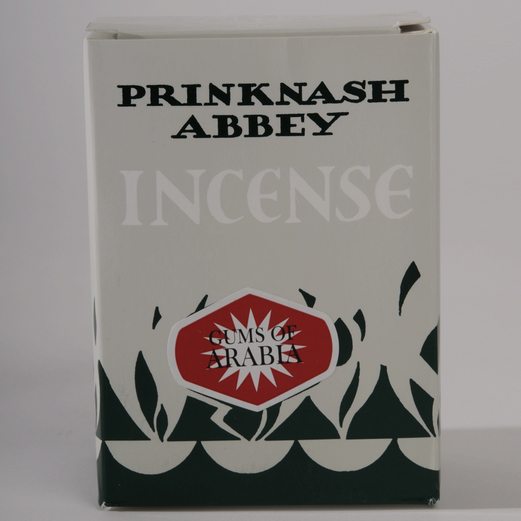 PRINKNASH
ABBEY
INCENSE
GUMS OF
ARABIA